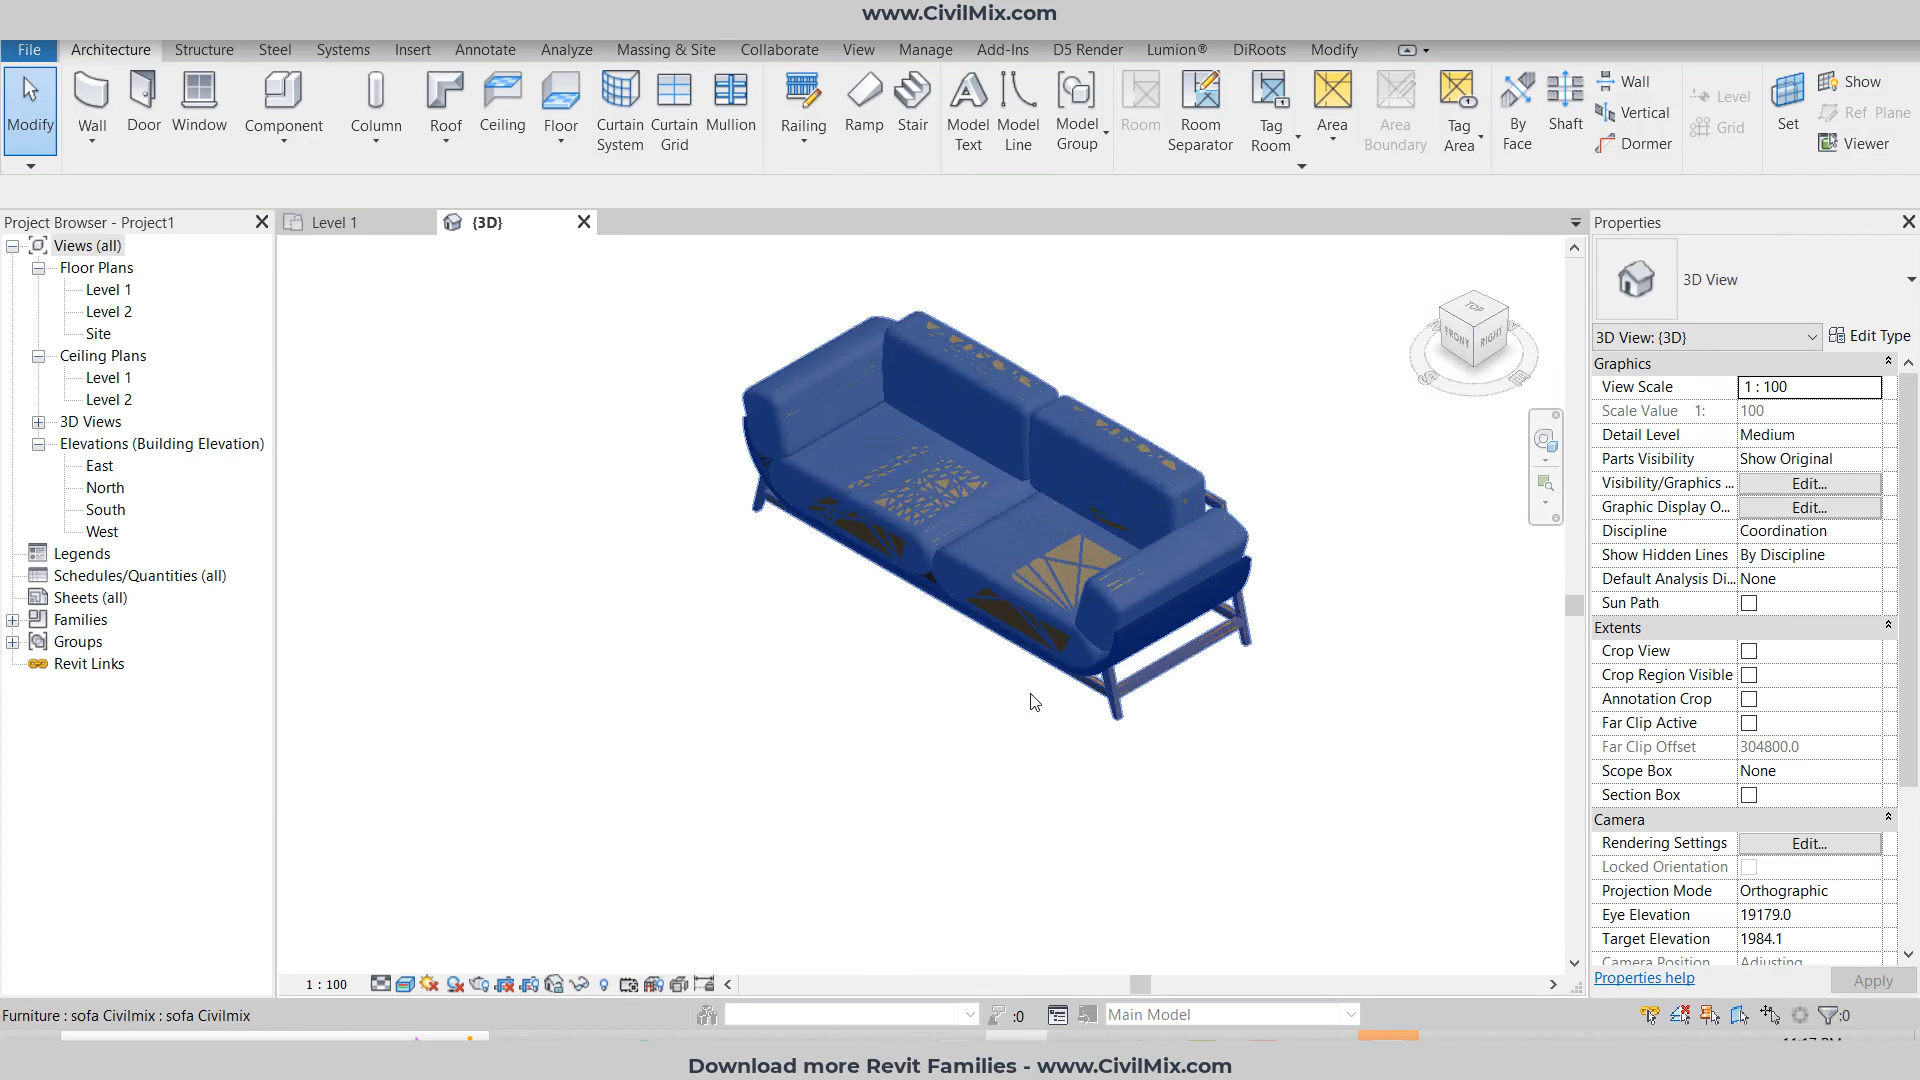 www.CivilMix.com
File Architecture Structure Steel Systems Insert Annotate Analyze Massing & Site Collaborate View Manage Add-Ins D5 Render Lumion® DiRoots Modify
Modify Wall Door Window Component Column Roof Ceiling Floor Curtain System Curtain Grid Mullion Railing Ramp Stair Model Text Model Line Model Group Room Room Separator Tag Room Area Area Boundary Tag Area By Face Shaft Wall Vertical Dormer Level Grid Set Show Ref Plane Viewer
Project Browser - Project1
Level 1
{3D}
Properties
Views (all)
Floor Plans
Level 1
Level 2
Site
Ceiling Plans
Level 1
Level 2
3D Views
Elevations (Building Elevation)
East
North
South
West
Legends
Schedules/Quantities (all)
Sheets (all)
Families
Groups
Revit Links
TOP
FRONT
RIGHT
S
E
3D View
3D View: {3D} Edit Type
Graphics
View Scale 1 : 100
Scale Value 1: 100
Detail Level Medium
Parts Visibility Show Original
Visibility/Graphics ... Edit...
Graphic Display O... Edit...
Discipline Coordination
Show Hidden Lines By Discipline
Default Analysis Di... None
Sun Path
Extents
Crop View
Crop Region Visible
Annotation Crop
Far Clip Active
Far Clip Offset 304800.0
Scope Box None
Section Box
Camera
Rendering Settings Edit...
Locked Orientation
Projection Mode Orthographic
Eye Elevation 19179.0
Target Elevation 1984.1
Camera Position Adjusting
Properties help Apply
1 : 100
Furniture : sofa Civilmix : sofa Civilmix
:0
Main Model
:0
Download more Revit Families - www.CivilMix.com